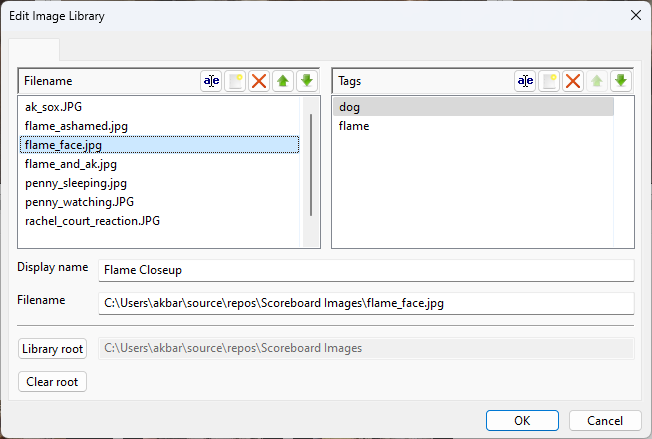 Edit Image Library
Filename
Tags
ak_sox.JPG
flame_ashamed.jpg
flame_face.jpg
flame_and_ak.jpg
penny_sleeping.jpg
penny_watching.JPG
rachel_court_reaction.JPG
dog
flame
Display name
Flame Closeup
Filename
C:\Users\akbar\source\repos\Scoreboard Images\flame_face.jpg
Library root
C:\Users\akbar\source\repos\Scoreboard Images
Clear root
OK
Cancel